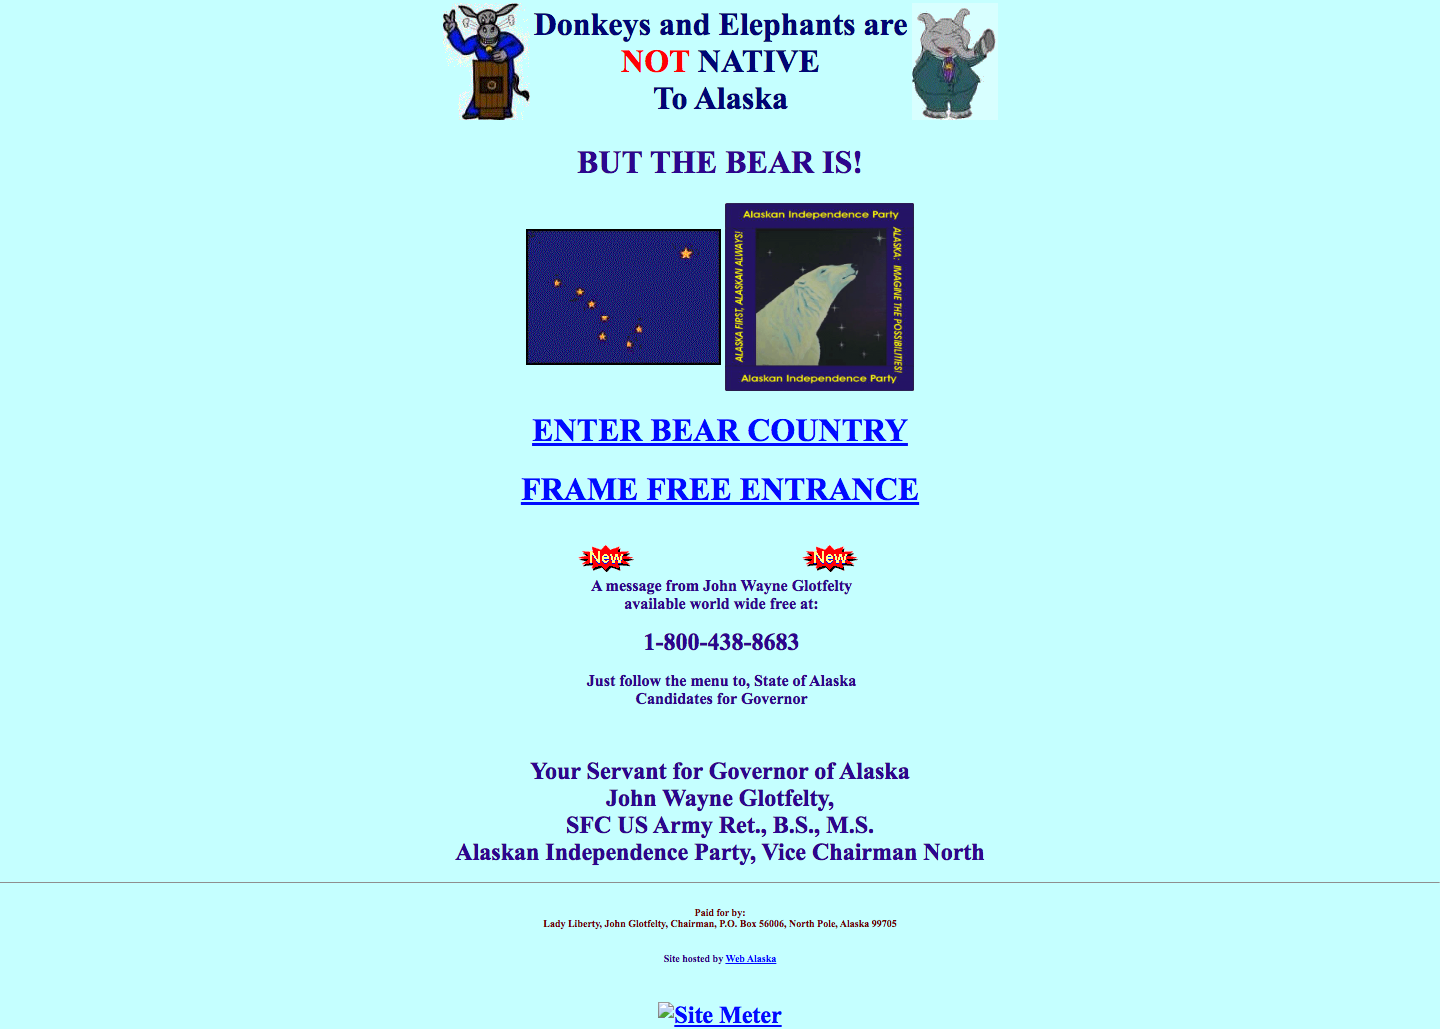 Donkeys and Elephants are
NOT NATIVE
To Alaska
BUT THE BEAR IS!
Alaskan Independence Party
ALASKA FIRST, ALASKAN ALWAYS!
ALASKA: IMAGINE THE POSSIBILITIES!
Alaskan Independence Party
ENTER BEAR COUNTRY
FRAME FREE ENTRANCE
New New
A message from John Wayne Glotfelty
available world wide free at:
1-800-438-8683
Just follow the menu to, State of Alaska
Candidates for Governor
Your Servant for Governor of Alaska
John Wayne Glotfelty,
SFC US Army Ret., B.S., M.S.
Alaskan Independence Party, Vice Chairman North
Paid for by:
Lady Liberty, John Glotfelty, Chairman, P.O. Box 56006, North Pole, Alaska 99705
Site hosted by Web Alaska
Site Meter